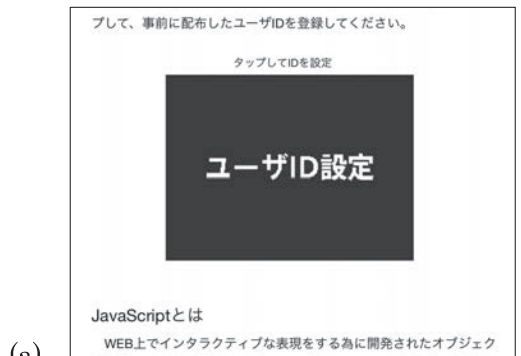 プして、事前に配布したユーザIDを登録してください。
タップしてIDを設定
ユーザID設定
JavaScriptとは
WEB上でインタラクティブな表現をする為に開発されたオブジェク
(a)